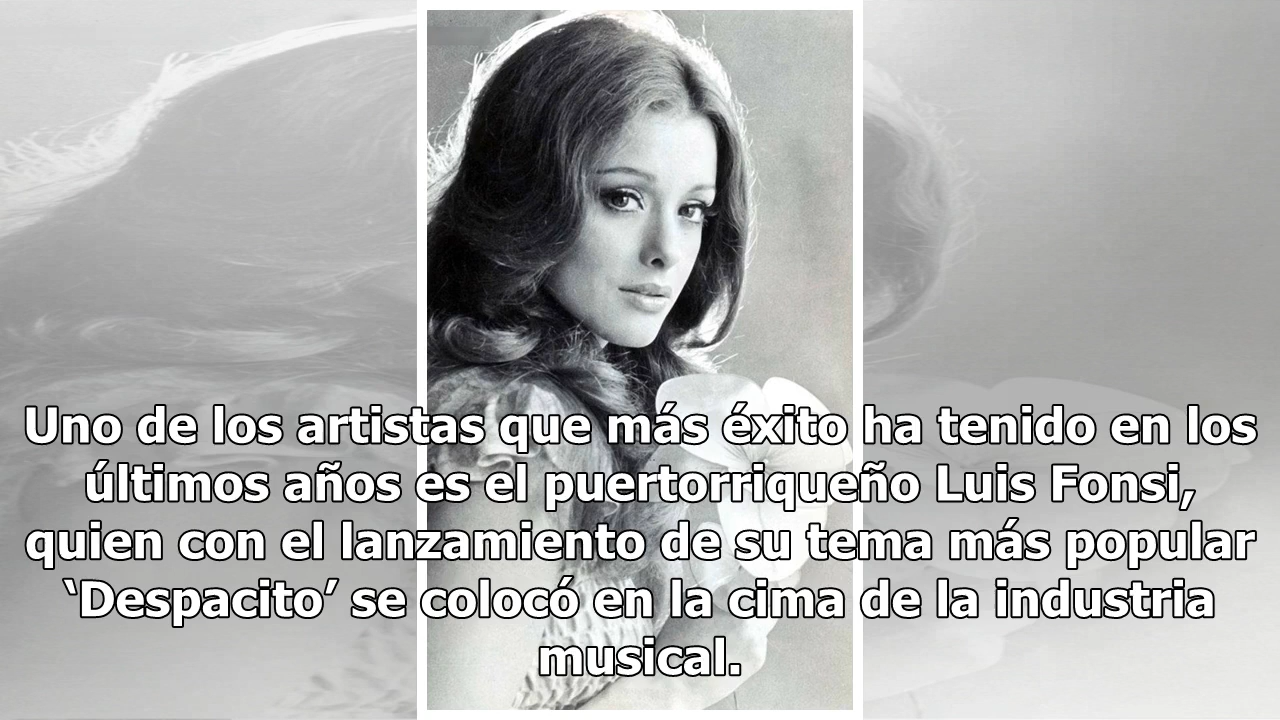 Uno de los artistas que más éxito ha tenido en los
últimos años es el puertorriqueño Luis Fonsi,
quien con el lanzamiento de su tema más popular
‘Despacito’ se colocó en la cima de la industria
musical.